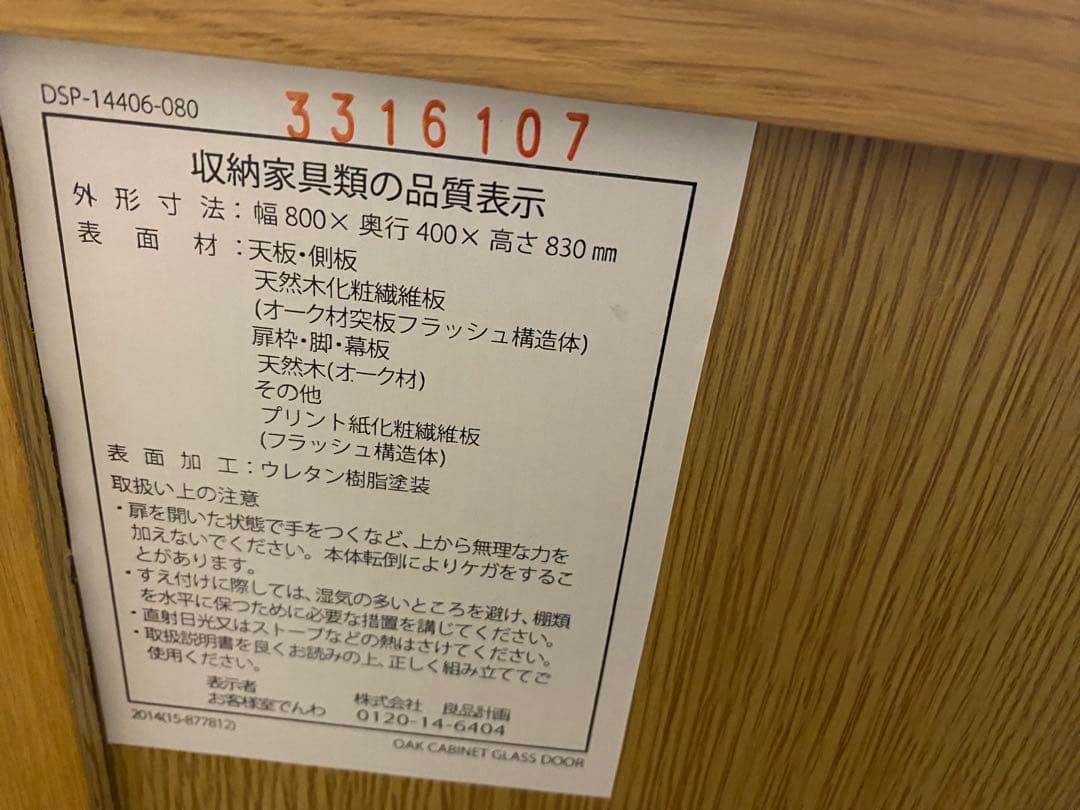 DSP-14406-080
3316107
収納家具類の品質表示
外形寸法：幅800×奥行400×高さ830㎜
表面材：天板・側板
天然木化粧繊維板
(オーク材突板フラッシュ構造体)
扉枠・脚・幕板
天然木(オーク材)
その他
プリント紙化粧繊維板
(フラッシュ構造体)
表面加工：ウレタン樹脂塗装
取扱い上の注意
・扉を開いた状態で手をつくなど、上から無理な力を
加えないでください。本体転倒によりケガをするこ
とがあります。
・すえ付けに際しては、湿気の多いところを避け、棚類
を水平に保つために必要な措置を講じてください。
・直射日光又はストーブなどの熱はさけてください。
・取扱説明書を良くお読みの上、正しく組み立ててご
使用ください。
表示者 株式会社 良品計画
お客様室でんわ 0120-14-6404
2014(15-877812)
OAK CABINET GLASS DOOR